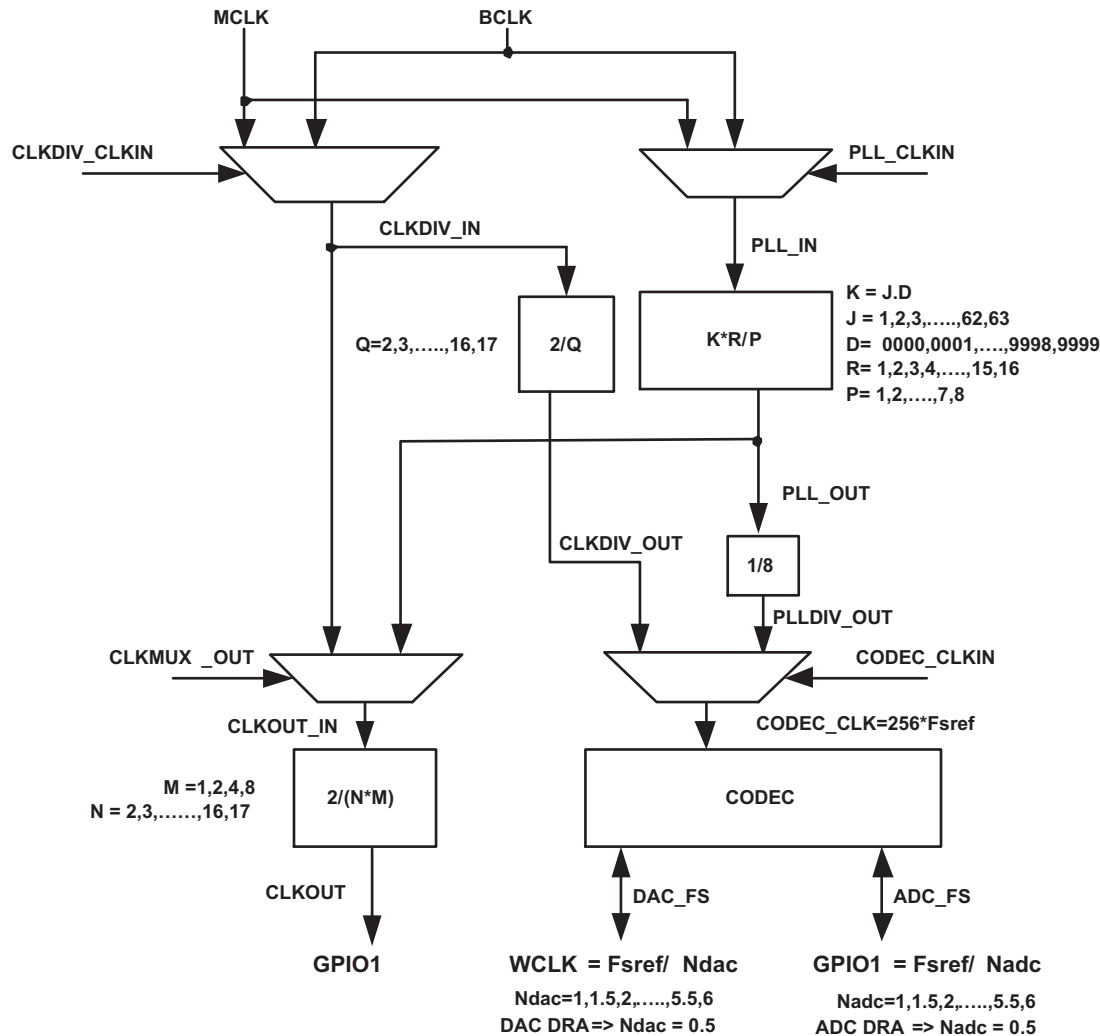 MCLK
BCLK
CLKDIV_CLKIN
PLL_CLKIN
CLKDIV_IN
PLL_IN
K = J.D
J = 1,2,3,…..,62,63
D= 0000,0001,….,9998,9999
R= 1,2,3,4,….,15,16
P= 1,2,….,7,8
Q=2,3,…..,16,17
2/Q
K*R/P
PLL_OUT
CLKDIV_OUT
1/8
PLLDIV_OUT
CLKMUX _OUT
CODEC_CLKIN
CLKOUT_IN
CODEC_CLK=256*Fsref
M =1,2,4,8
N = 2,3,……,16,17
2/(N*M)
CODEC
CLKOUT
DAC_FS
ADC_FS
GPIO1
WCLK = Fsref/ Ndac
GPIO1 = Fsref/ Nadc
Ndac=1,1.5,2,…..,5.5,6
DAC DRA => Ndac = 0.5
Nadc=1,1.5,2,…..,5.5,6
ADC DRA => Nadc = 0.5